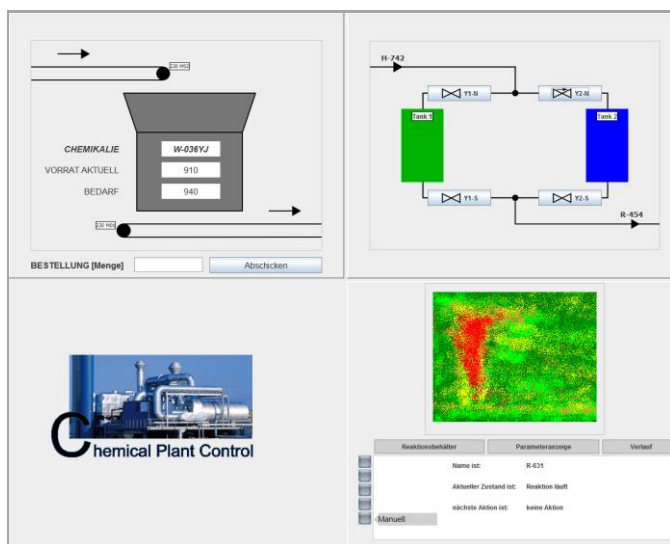 230 M02
CHEMIKALIE W-036YJ
VORRAT AKTUELL 910
BEDARF 940
230 M01
BESTELLUNG [Menge] Abschicken
H-742
Y1-N Y2-N
Tank 1 Tank 2
Y1-S Y2-S
R-454
Chemical Plant Control
Reaktionsbehälter Parameteranzeige Verlauf
Name ist: R-631
Aktueller Zustand ist: Reaktion läuft
nächste Aktion ist: keine Aktion
Manuell